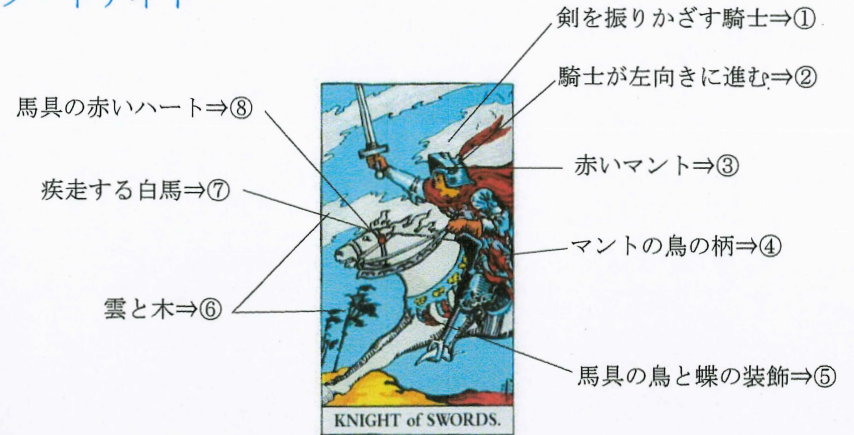 剣を振りかざす騎士⇒①
騎士が左向きに進む⇒②
馬具の赤いハート⇒⑧
赤いマント⇒③
疾走する白馬⇒⑦
マントの鳥の柄⇒④
雲と木⇒⑥
馬具の鳥と蝶の装飾⇒⑤
KNIGHT of SWORDS.